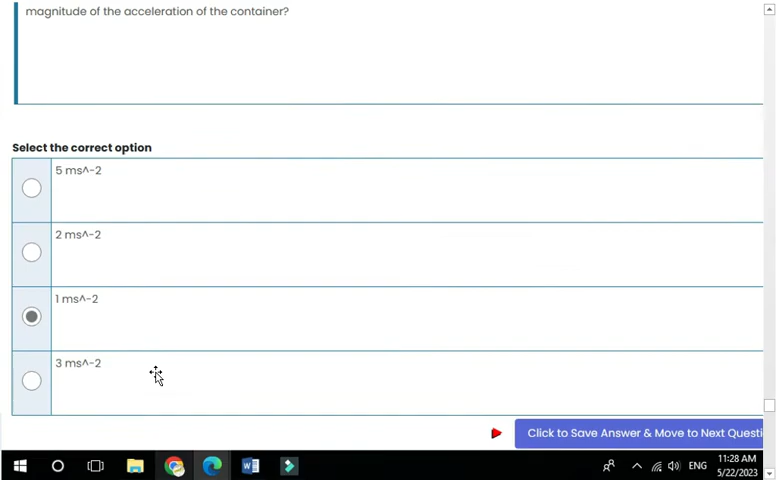 magnitude of the acceleration of the container?
Select the correct option
5 ms^-2
2 ms^-2
1 ms^-2
3 ms^-2
Click to Save Answer & Move to Next Questi
ENG
11:28 AM
5/22/2023